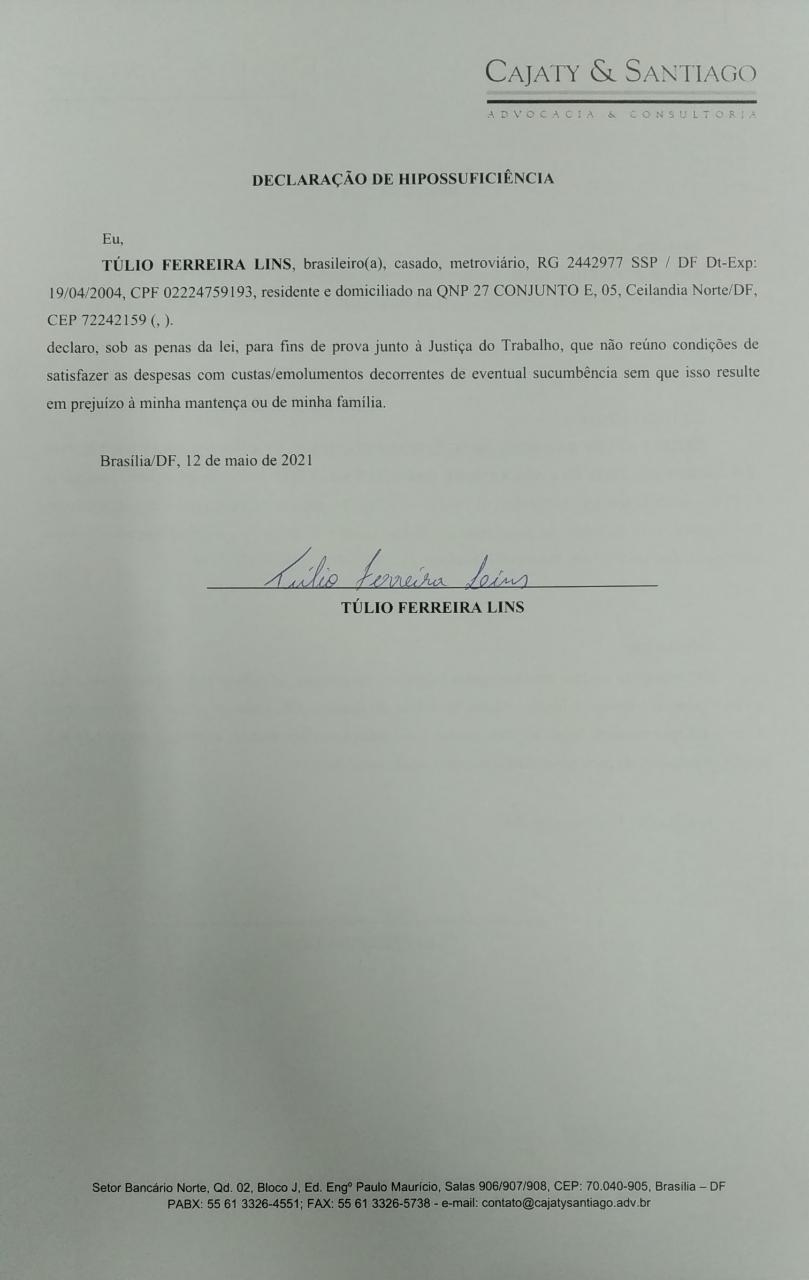 CAJATY & SANTIAGO
ADVOCACIA & CONSULTORIA
DECLARAÇÃO DE HIPOSSUFICIÊNCIA
Eu,
TÚLIO FERREIRA LINS, brasileiro(a), casado, metroviário, RG 2442977 SSP / DF Dt-Exp:
19/04/2004, CPF 02224759193, residente e domiciliado na QNP 27 CONJUNTO E, 05, Ceilandia Norte/DF,
CEP 72242159 (, ).
declaro, sob as penas da lei, para fins de prova junto à Justiça do Trabalho, que não reúno condições de
satisfazer as despesas com custas/emolumentos decorrentes de eventual sucumbência sem que isso resulte
em prejuízo à minha mantença ou de minha família.
Brasília/DF, 12 de maio de 2021
Túlio Ferreira Leins
TÚLIO FERREIRA LINS
Setor Bancário Norte, Qd. 02, Bloco J, Ed. Engº Paulo Maurício, Salas 906/907/908, CEP: 70.040-905, Brasília – DF
PABX: 55 61 3326-4551; FAX: 55 61 3326-5738 - e-mail: contato@cajatysantiago.adv.br